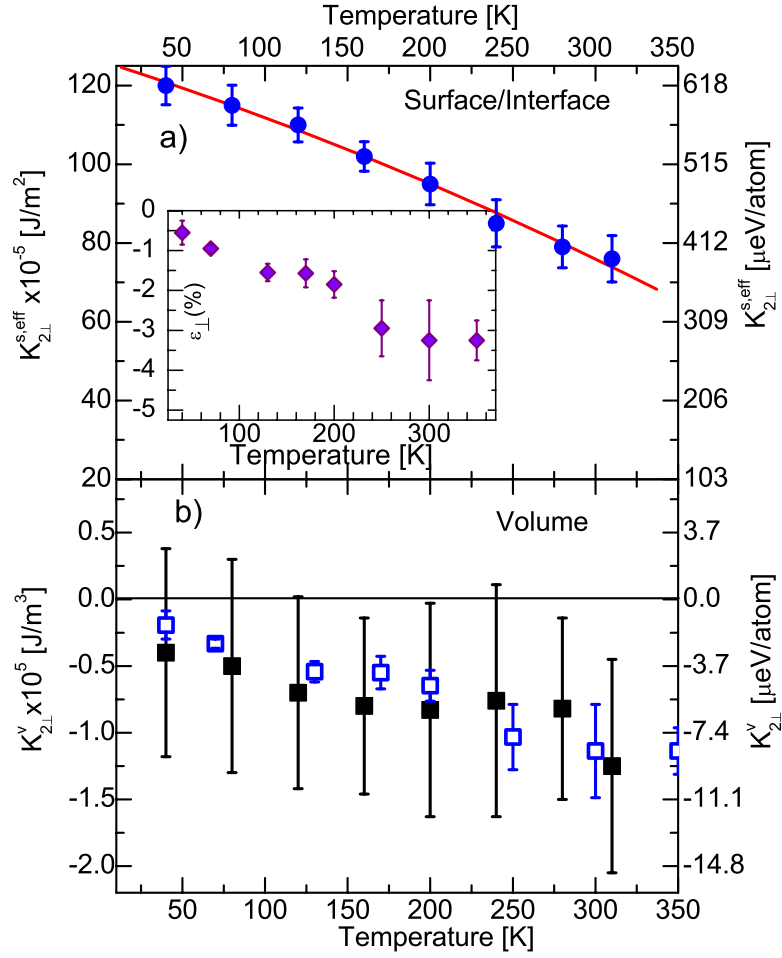 Temperature [K]
50 100 150 200 250 300 350
120 618
Surface/Interface
a)
100 515
K2⊥^s,eff x10^-5 [J/m^2]
K2⊥^s,eff [μeV/atom]
0
-1
-2
-3
-4
-5
ε⊥(%)
100 200 300
Temperature [K]
80 412
60 309
40 206
20 103
b)
Volume
0.5 3.7
0.0 0.0
-0.5 -3.7
-1.0 -7.4
-1.5 -11.1
-2.0 -14.8
K2⊥^v x10^5 [J/m^3]
K2⊥^v [μeV/atom]
50 100 150 200 250 300 350
Temperature [K]